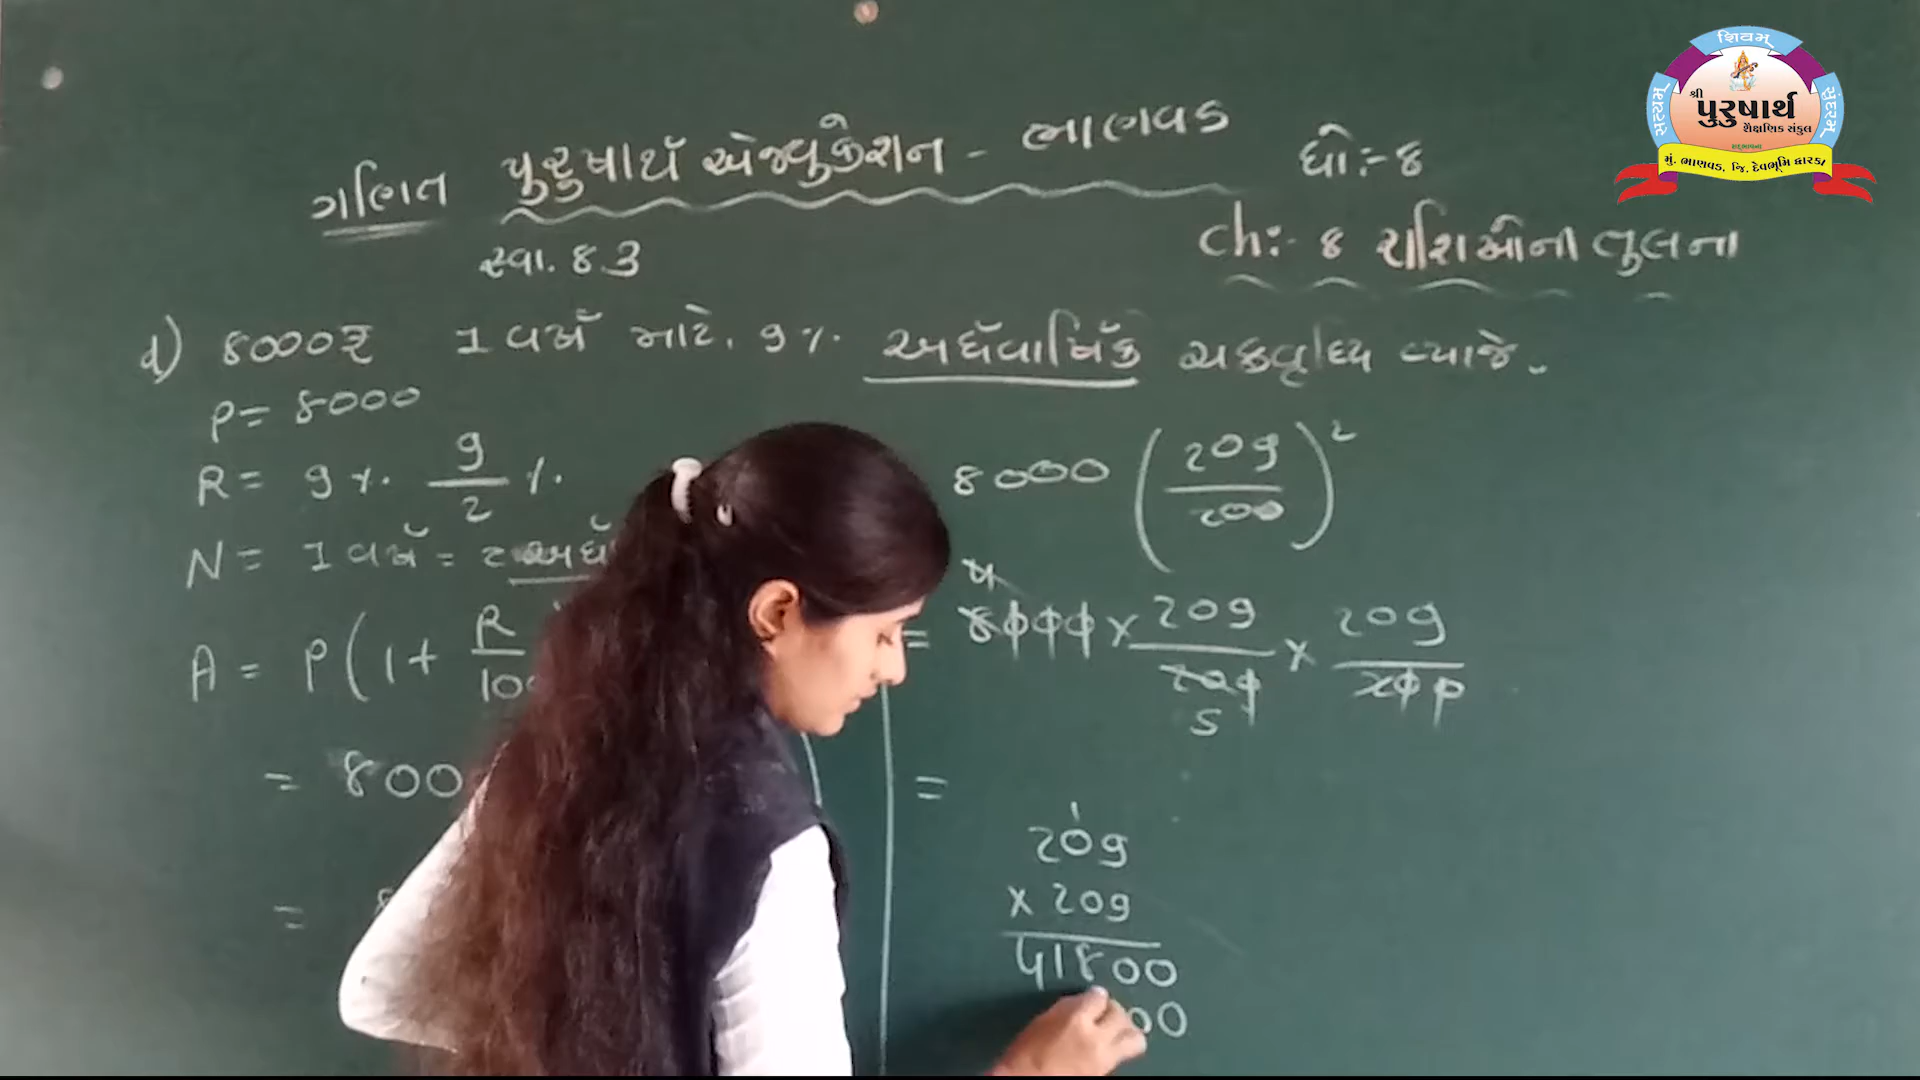 શિવમ્
સત્યમ્
સુંદરમ્
શ્રી
પુરુષાર્થ
શૈક્ષણિક સંકુલ
મું. ભાણવડ, જિ. દેવભૂમિ દ્વારકા
ગણિત પુરુષાર્થ એજ્યુકેશન - ભાણવડ ધો:- 8
સ્વા. 8.3
Ch:- 8 રાશિઓની તુલના
d) 8000₹ 1 વર્ષ માટે. 9%. અર્ધવાર્ષિક ચક્રવૃધ્ધિ વ્યાજે.
P= 8000
R= 9%. 9/2 %.
N= 1 વર્ષ = 2 અર્ધ
A = P(1+ R/100
= 800
=
8000 (209/200)²
= 8000 × 209/200 × 209/200
5
=
1
209
× 209
41800
00